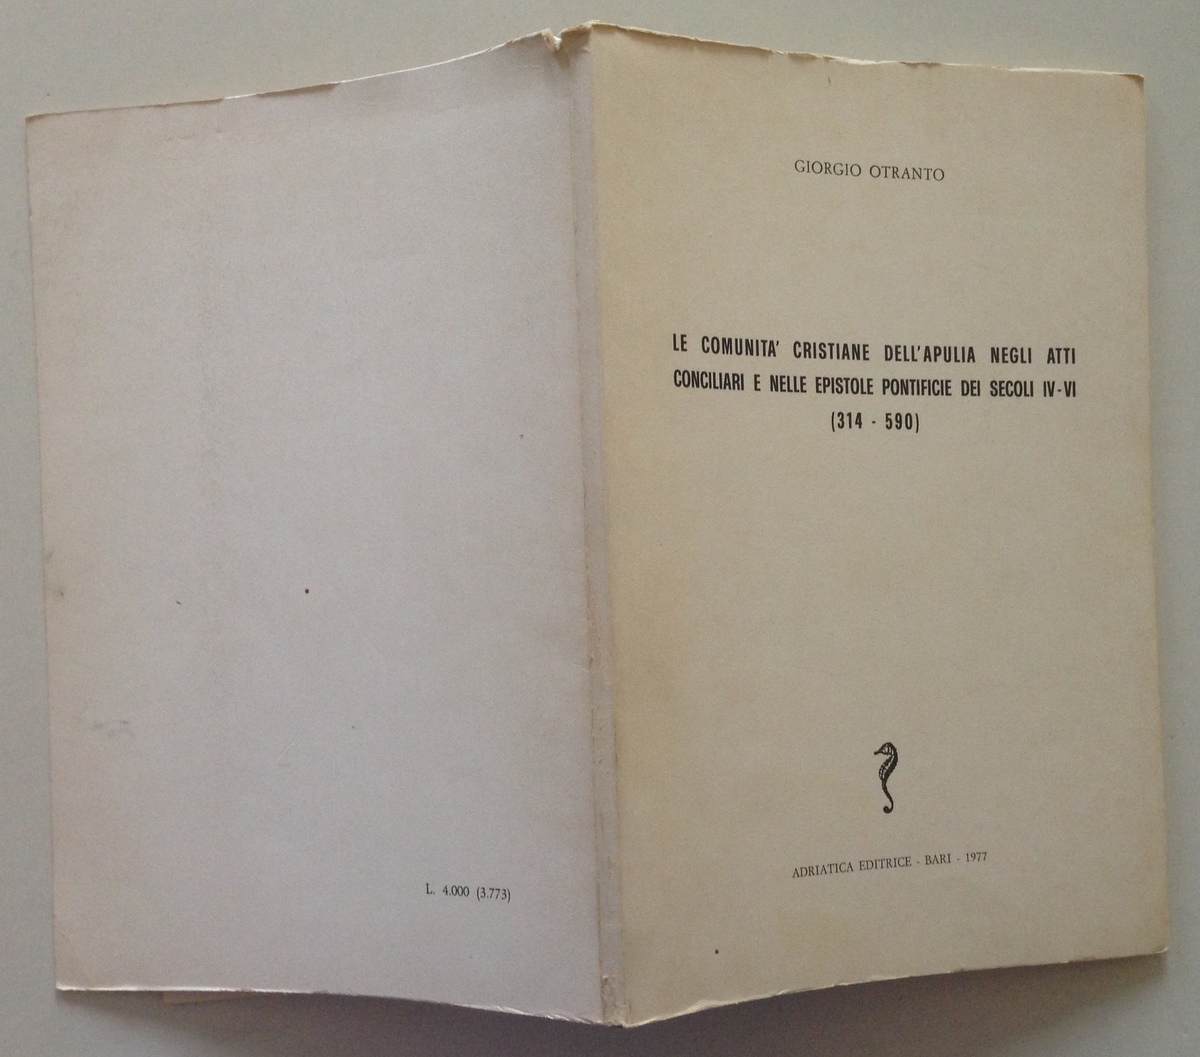 GIORGIO OTRANTO
LE COMUNITA' CRISTIANE DELL'APULIA NEGLI ATTI
CONCILIARI E NELLE EPISTOLE PONTIFICIE DEI SECOLI IV-VI
(314 - 590)
ADRIATICA EDITRICE - BARI - 1977
L. 4.000 (3.773)